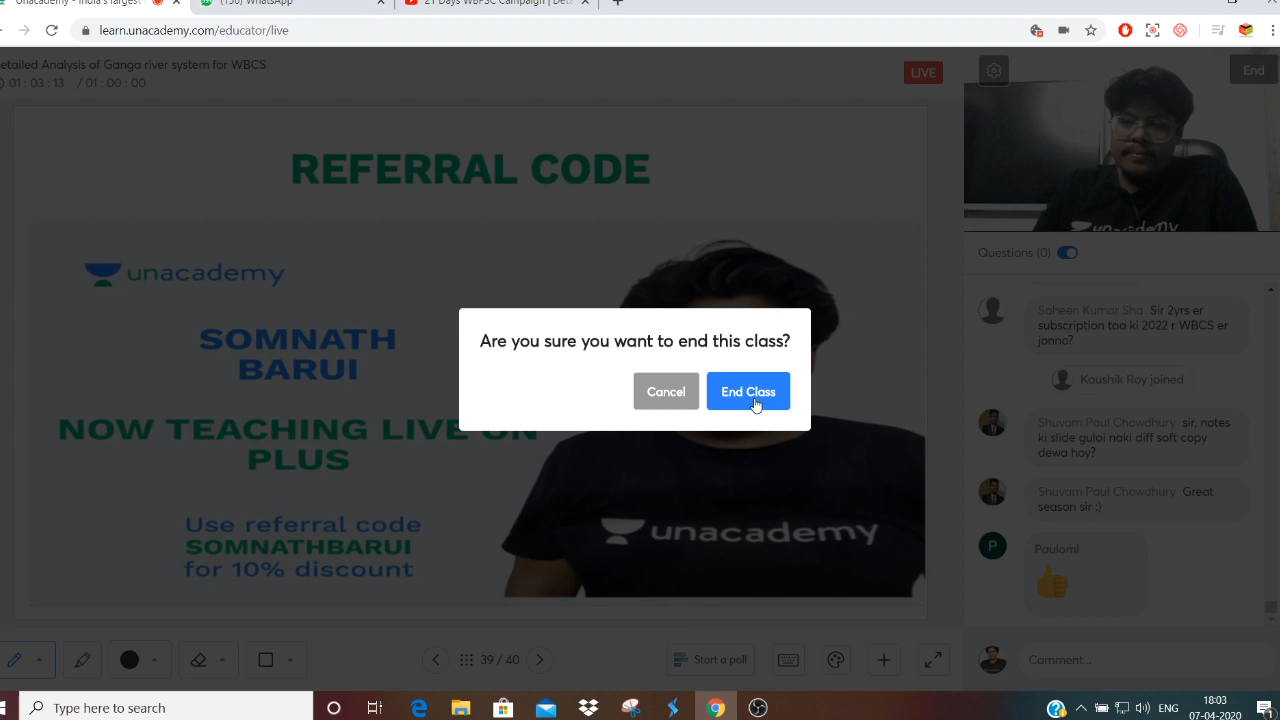 Unacademy - India's largest
(150) WhatsApp
21 Days WBPSC Campaign | Deta
learn.unacademy.com/educator/live
etailed Analysis of Ganga river system for WBCS
01 : 03 : 13 / 01 : 00 : 00
LIVE
End
REFERRAL CODE
unacademy
SOMNATH
BARUI
NOW TEACHING LIVE ON
PLUS
Use referral code
SOMNATHBARUI
for 10% discount
unacademy
Are you sure you want to end this class?
Cancel
End Class
unacademy
Questions (0)
Saheen Kumar Sha Sir 2yrs er
subscription taa ki 2022 r WBCS er
jonno?
Kaushik Roy joined
Shuvam Paul Chowdhury sir, notes
ki slide guloi naki diff soft copy
dewa hoy?
Shuvam Paul Chowdhury Great
season sir :)
P
Paulomi
39 / 40
Start a poll
Comment...
Type here to search
ENG
18:03
07-04-2020
1